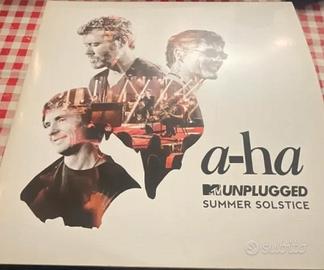 a-ha
MTV UNPLUGGED
SUMMER SOLSTICE
subito